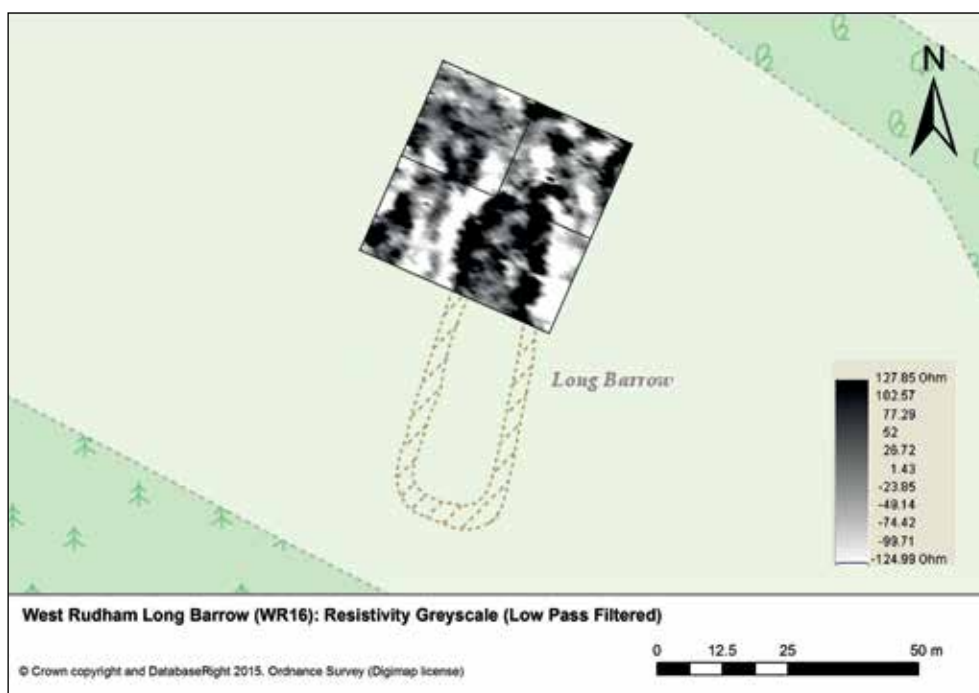 N
Long Barrow
127.85 Ohm
102.57
77.29
52
26.72
1.43
-23.85
-49.14
-74.42
-99.71
-124.99 Ohm
West Rudham Long Barrow (WR16): Resistivity Greyscale (Low Pass Filtered)
0 12.5 25 50 m
© Crown copyright and DatabaseRight 2015. Ordnance Survey (Digimap license)